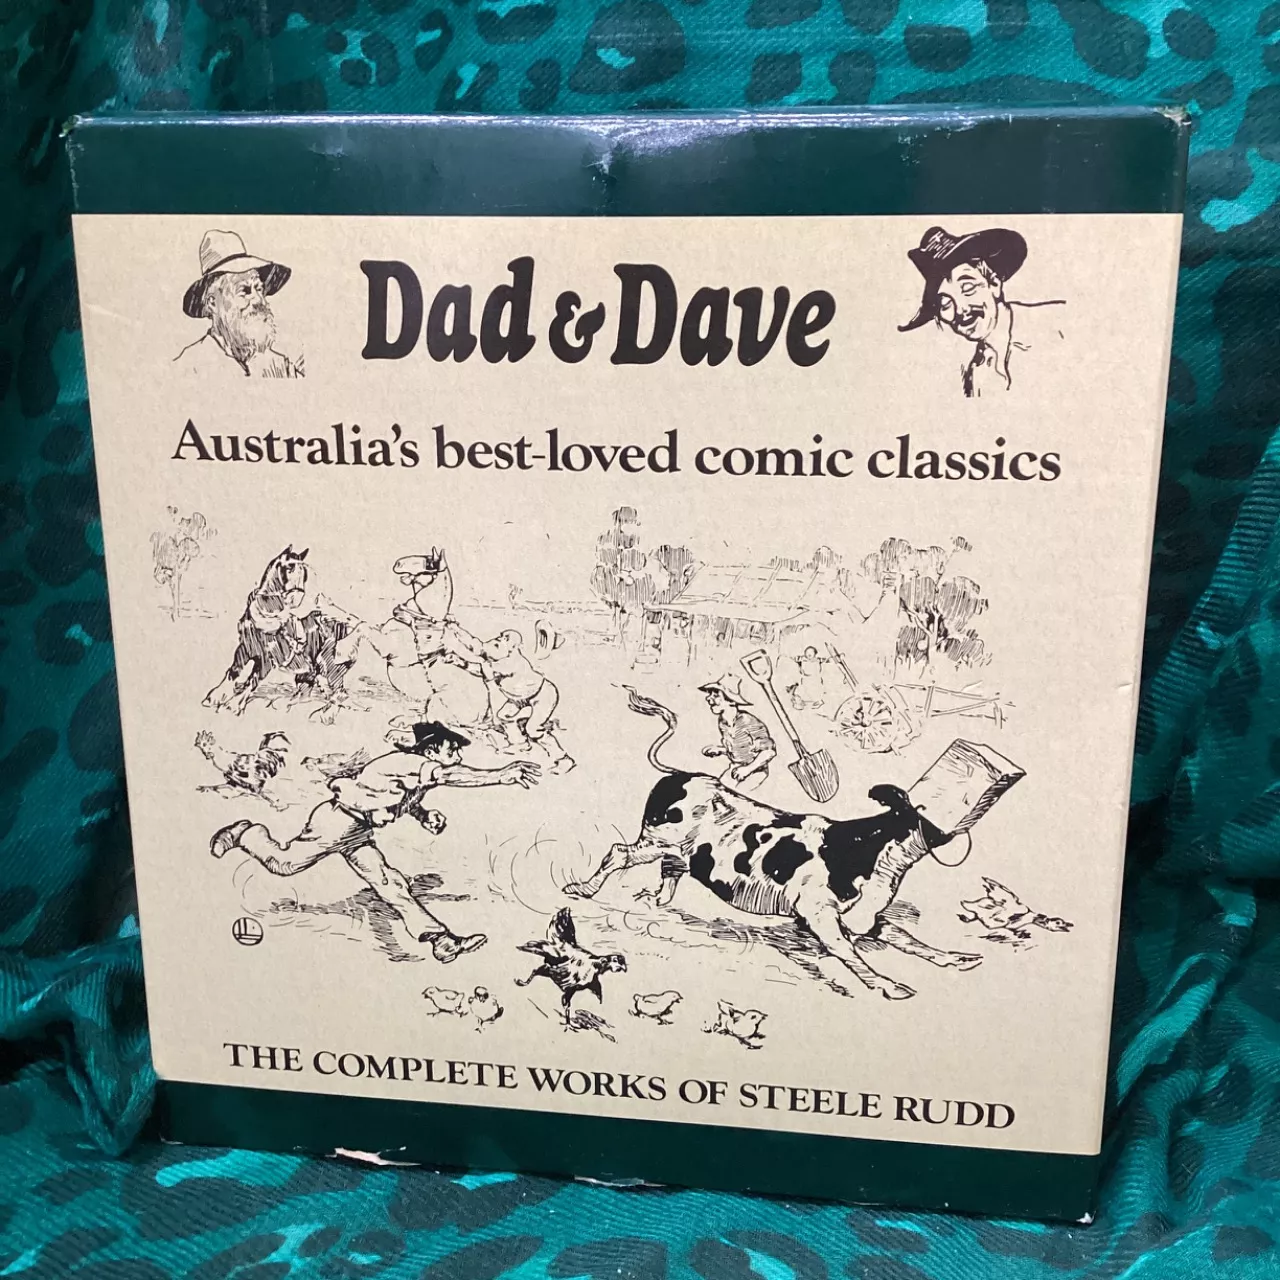 Dad & Dave
Australia's best-loved comic classics
THE COMPLETE WORKS OF STEELE RUDD